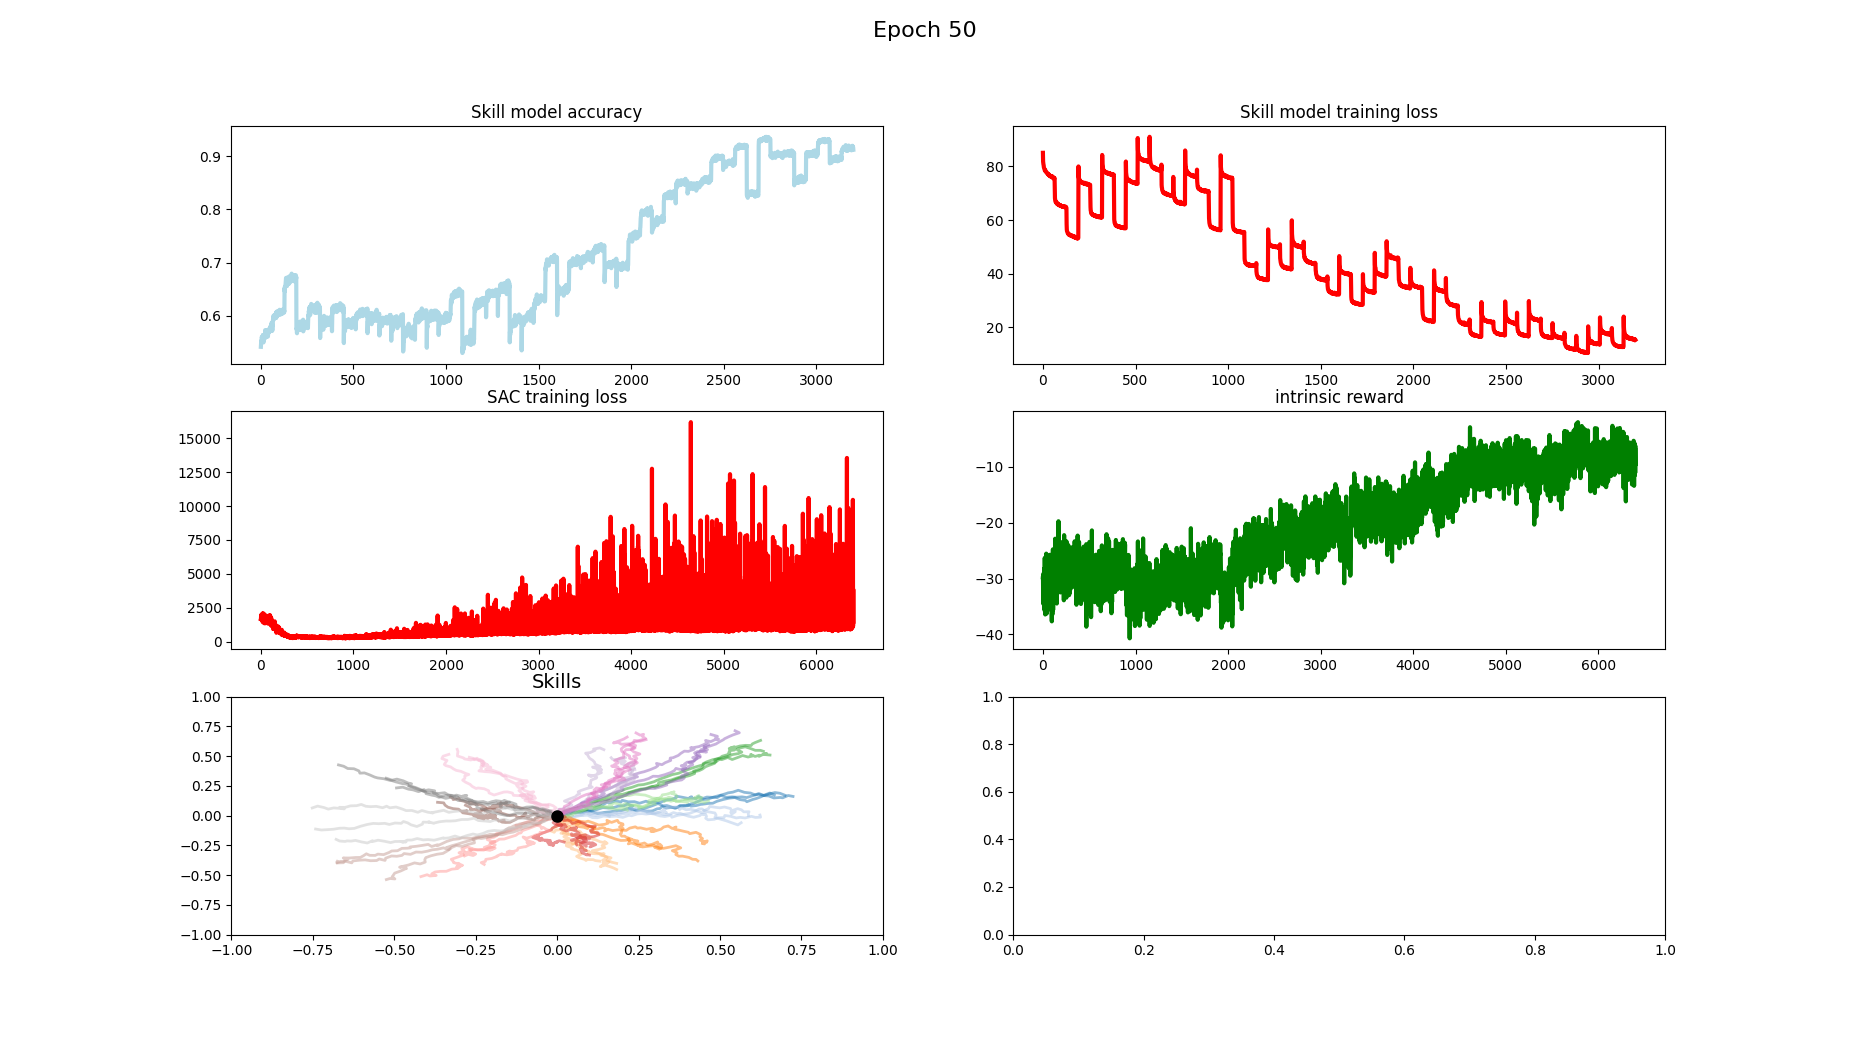 Epoch 50
Skill model accuracy
0.9
0.8
0.7
0.6
0 500 1000 1500 2000 2500 3000
Skill model training loss
80
60
40
20
0 500 1000 1500 2000 2500 3000
SAC training loss
15000
12500
10000
7500
5000
2500
0
0 1000 2000 3000 4000 5000 6000
intrinsic reward
−10
−20
−30
−40
0 1000 2000 3000 4000 5000 6000
Skills
1.00
0.75
0.50
0.25
0.00
−0.25
−0.50
−0.75
−1.00
−1.00 −0.75 −0.50 −0.25 0.00 0.25 0.50 0.75 1.00
1.0
0.8
0.6
0.4
0.2
0.0
0.0 0.2 0.4 0.6 0.8 1.0